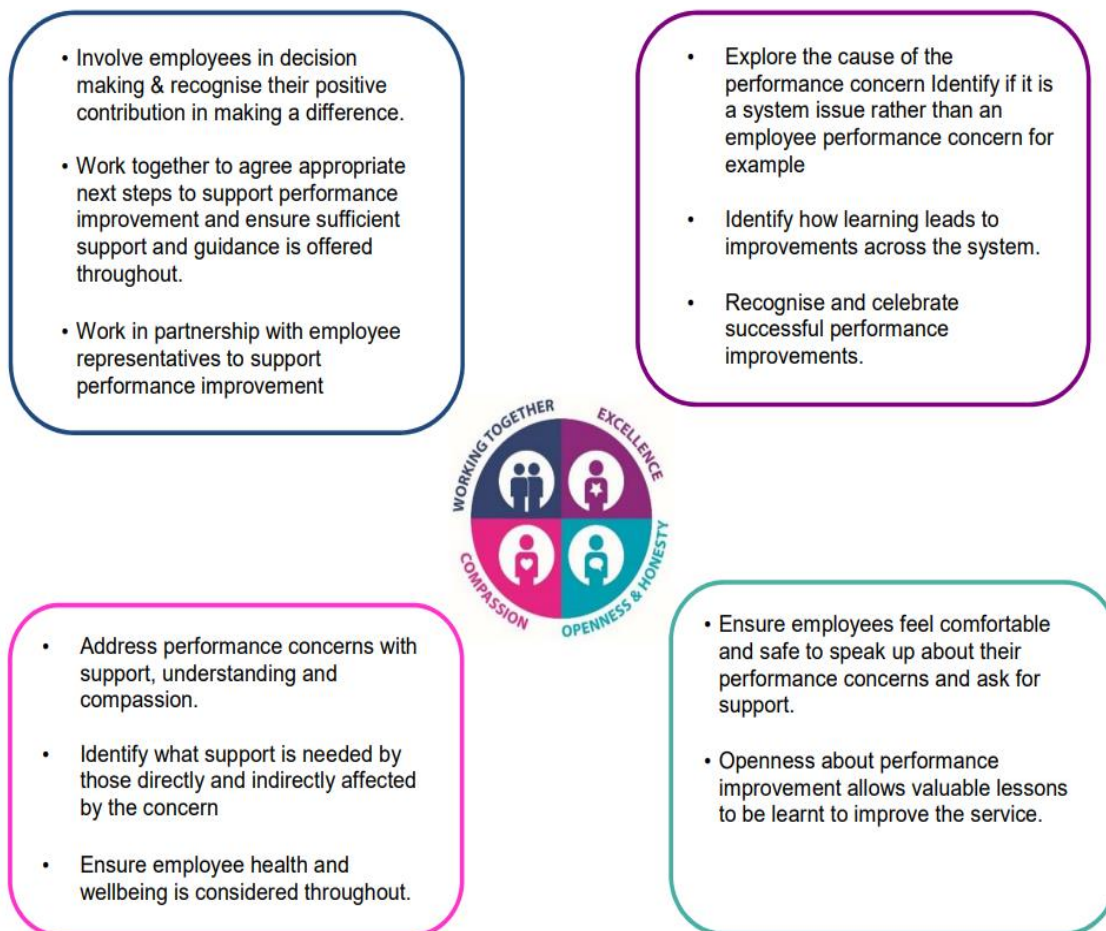 • Involve employees in decision
making & recognise their positive
contribution in making a difference.
• Work together to agree appropriate
next steps to support performance
improvement and ensure sufficient
support and guidance is offered
throughout.
• Work in partnership with employee
representatives to support
performance improvement
• Explore the cause of the
performance concern Identify if it is
a system issue rather than an
employee performance concern for
example
• Identify how learning leads to
improvements across the system.
• Recognise and celebrate
successful performance
improvements.
WORKING TOGETHER
EXCELLENCE
COMPASSION
OPENNESS & HONESTY
• Address performance concerns with
support, understanding and
compassion.
• Identify what support is needed by
those directly and indirectly affected
by the concern
• Ensure employee health and
wellbeing is considered throughout.
• Ensure employees feel comfortable
and safe to speak up about their
performance concerns and ask for
support.
• Openness about performance
improvement allows valuable lessons
to be learnt to improve the service.